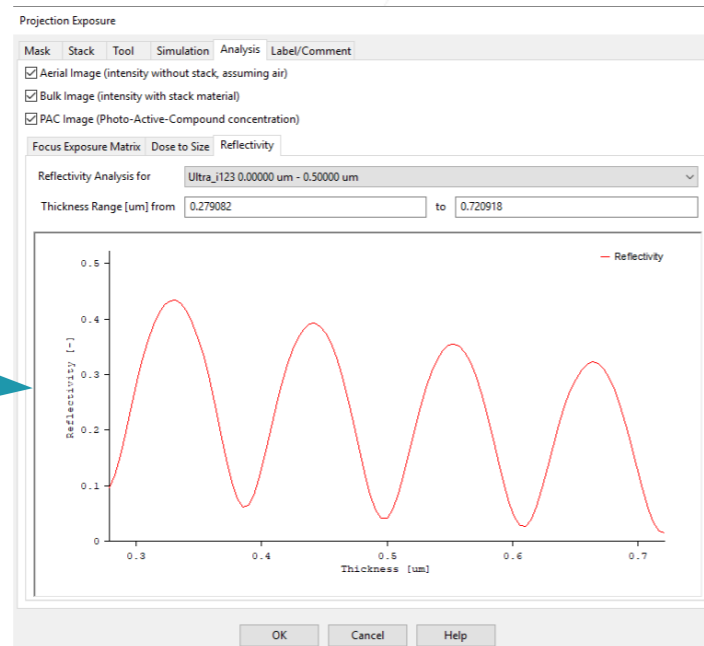 Projection Exposure
Mask Stack Tool Simulation Analysis Label/Comment
Aerial Image (intensity without stack, assuming air)
Bulk Image (intensity with stack material)
PAC Image (Photo-Active-Compound concentration)
Focus Exposure Matrix Dose to Size Reflectivity
Reflectivity Analysis for Ultra_i123 0.00000 um - 0.50000 um
Thickness Range [um] from 0.279082 to 0.720918
Reflectivity
0.5
0.4
0.3
0.2
0.1
0
Reflectivity [-]
0.3 0.4 0.5 0.6 0.7
Thickness [um]
OK Cancel Help